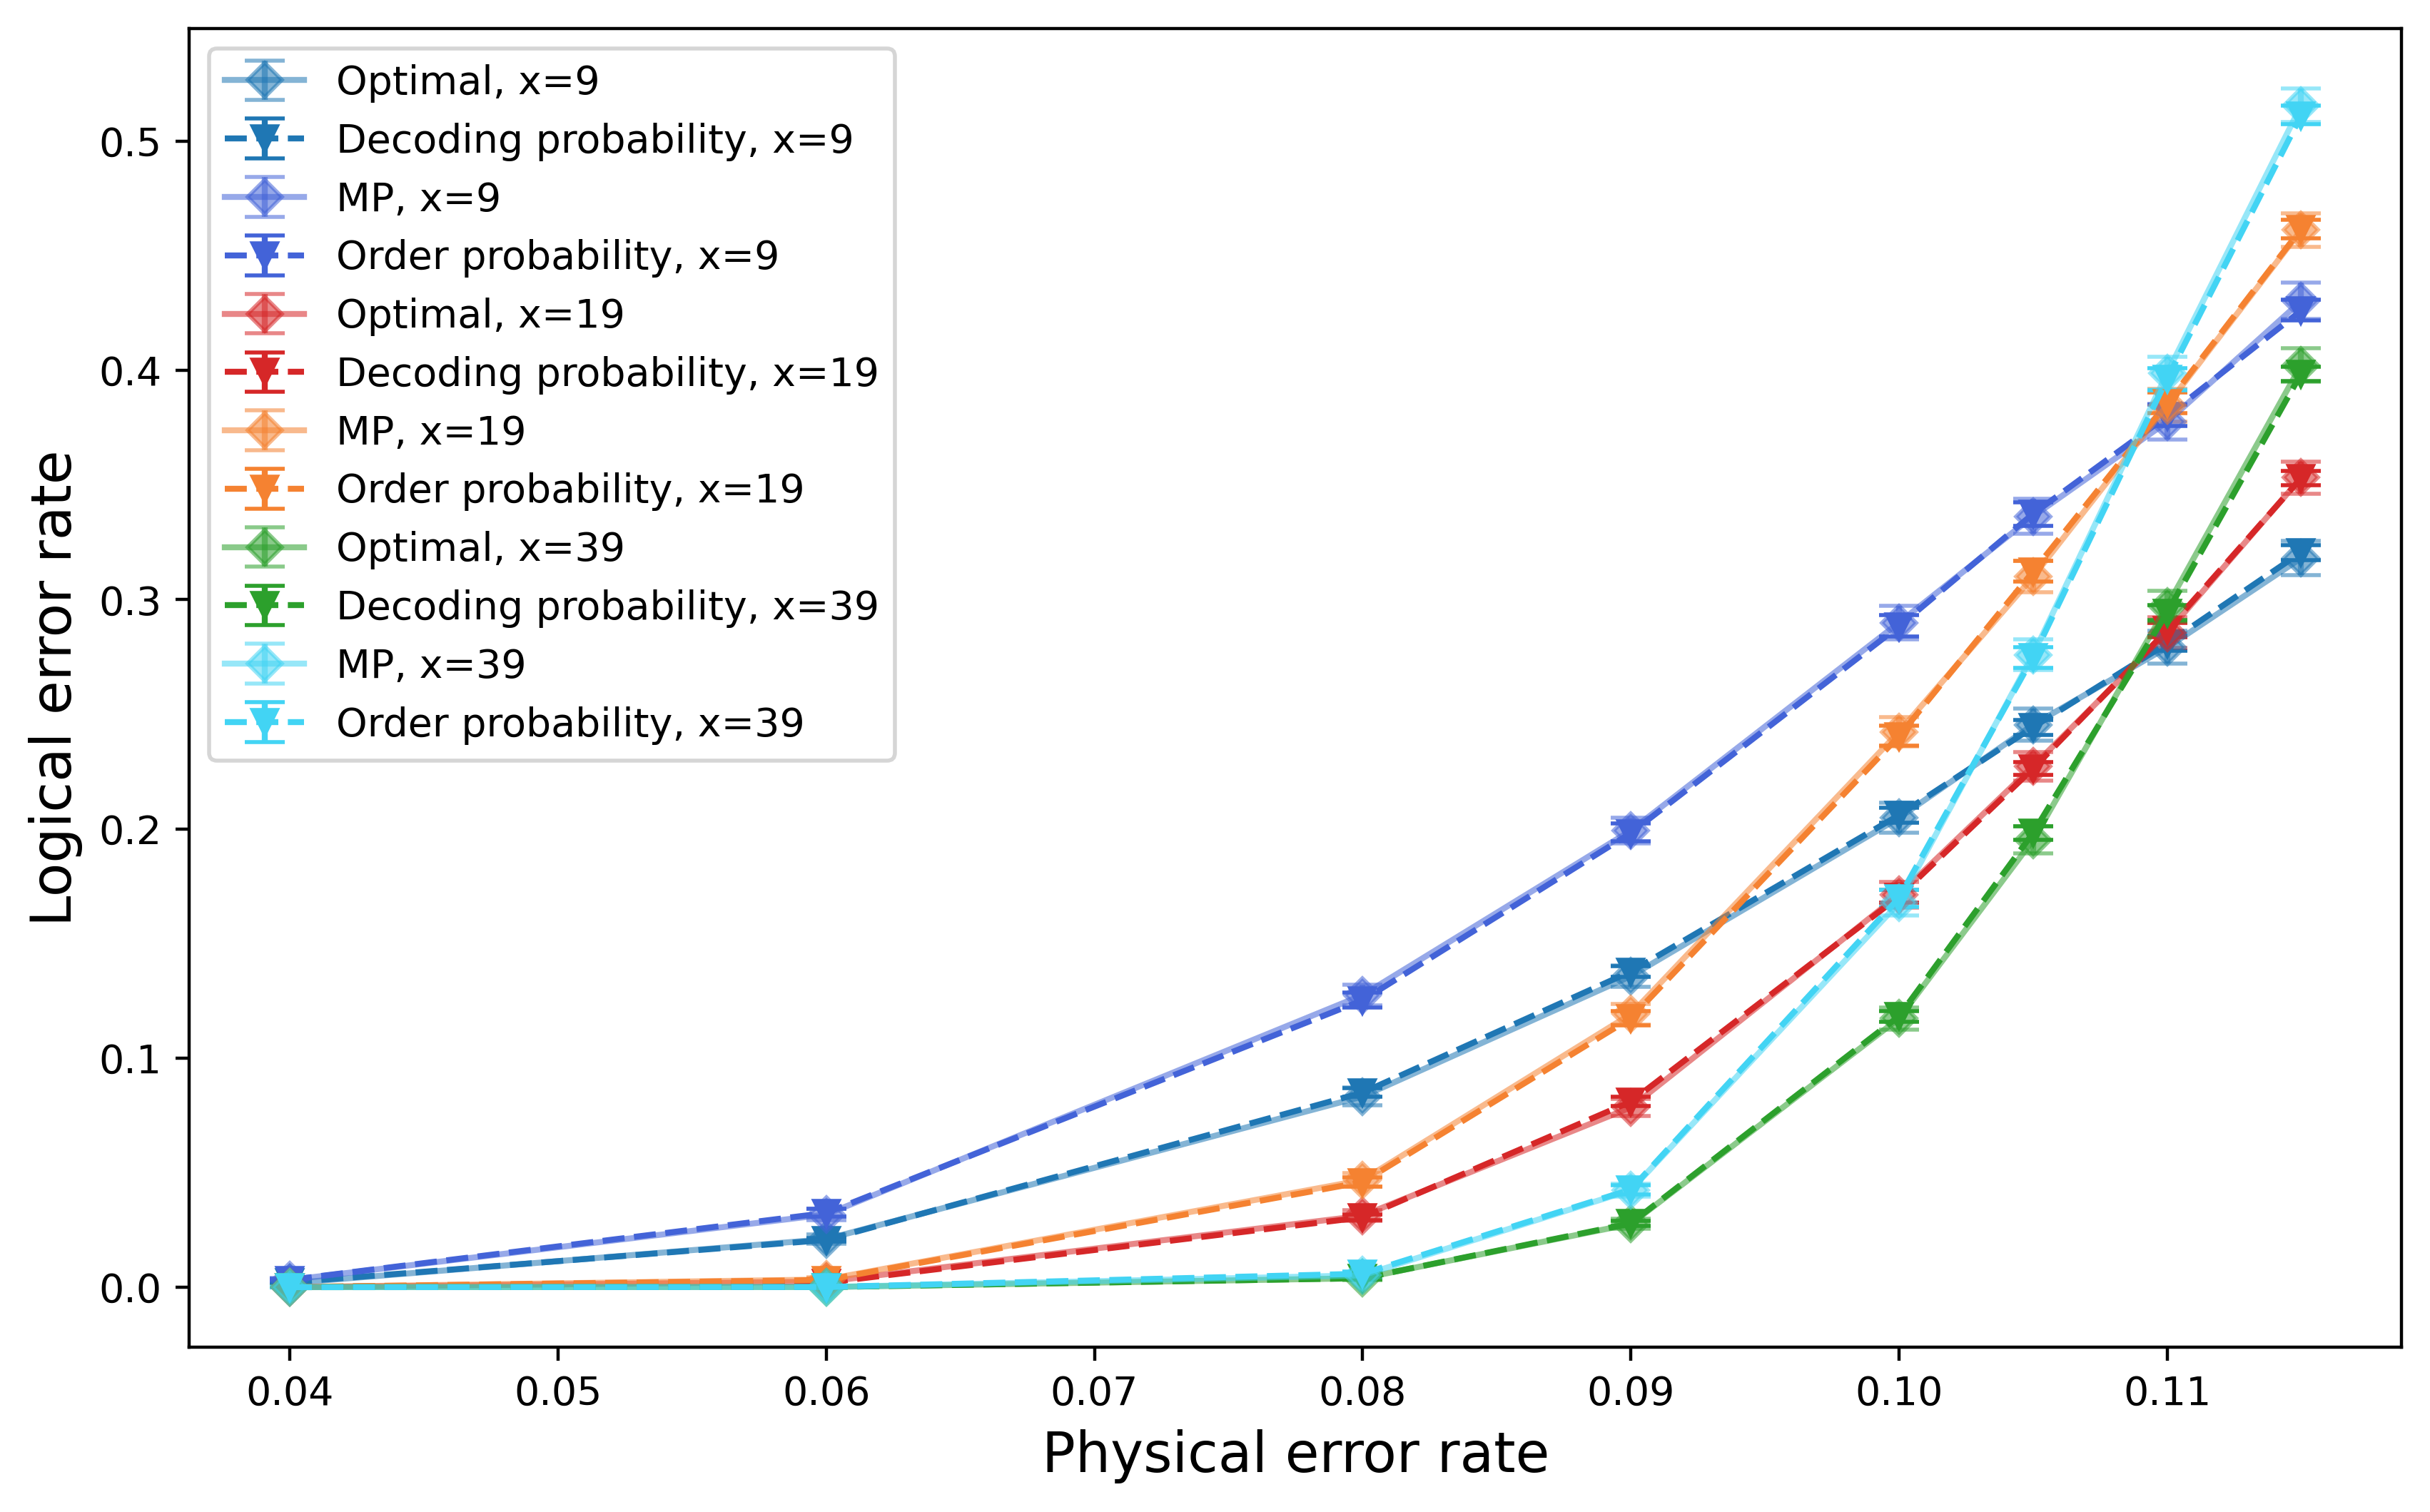 Optimal, x=9
Decoding probability, x=9
MP, x=9
Order probability, x=9
Optimal, x=19
Decoding probability, x=19
MP, x=19
Order probability, x=19
Optimal, x=39
Decoding probability, x=39
MP, x=39
Order probability, x=39
Logical error rate
0.5
0.4
0.3
0.2
0.1
0.0
0.04 0.05 0.06 0.07 0.08 0.09 0.10 0.11
Physical error rate